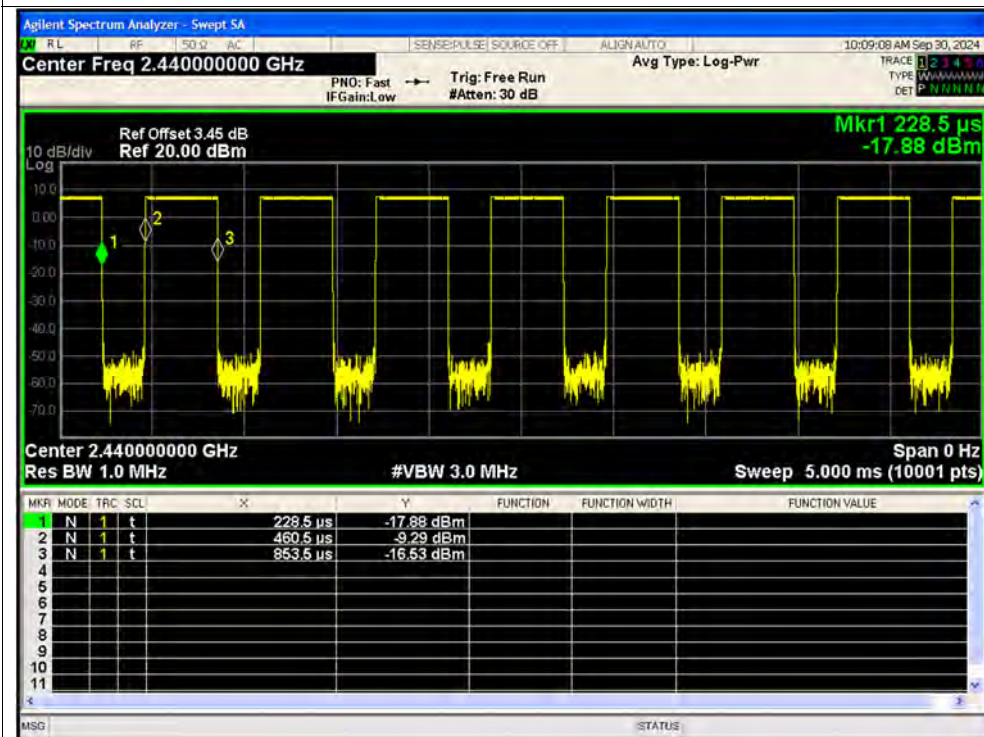 Agilent Spectrum Analyzer - Swept SA
LXI RL RF 50 Ω AC SENSE:PULSE SOURCE OFF ALIGNAUTO 10:09:08 AM Sep 30, 2024
Center Freq 2.440000000 GHz Avg Type: Log-Pwr TRACE 1 2 3 4 5 6
PNO: Fast Trig: Free Run TYPE W
IFGain:Low #Atten: 30 dB DET P N N N N N
Mkr1 228.5 µs
Ref Offset 3.45 dB
10 dB/div Ref 20.00 dBm -17.88 dBm
Log
10.0
0.00
-10.0
-20.0
-30.0
-40.0
-50.0
-60.0
-70.0
1
2
3
Center 2.440000000 GHz Span 0 Hz
Res BW 1.0 MHz #VBW 3.0 MHz Sweep 5.000 ms (10001 pts)
MKR MODE TRC SCL X Y FUNCTION FUNCTION WIDTH FUNCTION VALUE
1 N 1 t 228.5 µs -17.88 dBm
2 N 1 t 460.5 µs -9.29 dBm
3 N 1 t 853.5 µs -16.53 dBm
4
5
6
7
8
9
10
11
MSG STATUS